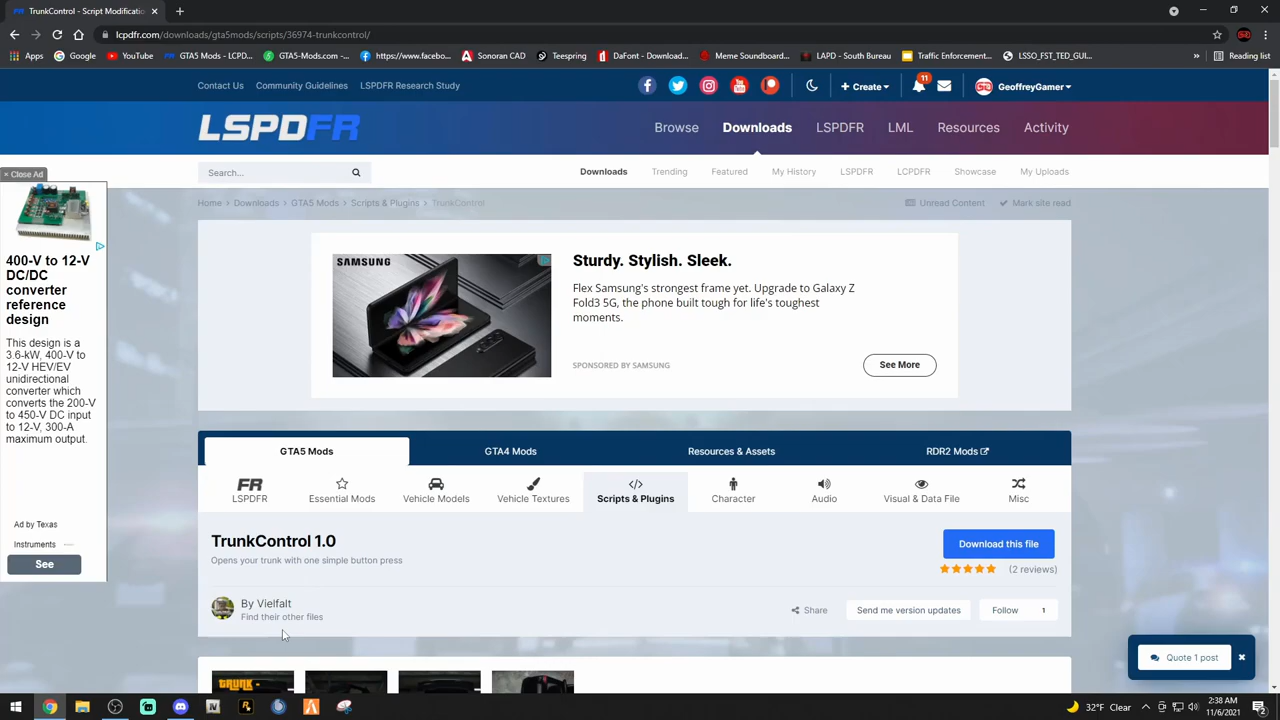 TrunkControl - Script Modificatio
lcpdfr.com/downloads/gta5mods/scripts/36974-trunkcontrol/
Apps Google YouTube GTA5 Mods - LCPD... GTA5-Mods.com -... https://www.facebo... Sonoran CAD Teespring DaFont - Download... Meme Soundboard... LAPD - South Bureau Traffic Enforcement... LSSO_FST_TED_GUI... » Reading list
Contact Us Community Guidelines LSPDFR Research Study
+ Create 11 GeoffreyGamer
LSPDFR
Browse Downloads LSPDFR LML Resources Activity
Search...
Downloads Trending Featured My History LSPDFR LCPDFR Showcase My Uploads
Home > Downloads > GTA5 Mods > Scripts & Plugins > TrunkControl
Unread Content Mark site read
× Close Ad
400-V to 12-V
DC/DC
converter
reference
design
This design is a
3.6-kW, 400-V to
12-V HEV/EV
unidirectional
converter which
converts the 200-V
to 450-V DC input
to 12-V, 300-A
maximum output.
Ad by Texas
Instruments
See
SAMSUNG
Sturdy. Stylish. Sleek.
Flex Samsung's strongest frame yet. Upgrade to Galaxy Z
Fold3 5G, the phone built tough for life's toughest
moments.
SPONSORED BY SAMSUNG
See More
GTA5 Mods GTA4 Mods Resources & Assets RDR2 Mods
FR
LSPDFR Essential Mods Vehicle Models Vehicle Textures Scripts & Plugins Character Audio Visual & Data File Misc
TrunkControl 1.0
Opens your trunk with one simple button press
Download this file
(2 reviews)
By Vielfalt
Find their other files
Share Send me version updates Follow 1
Quote 1 post ×
TRUNK
32°F Clear
2:38 AM
11/6/2021
2